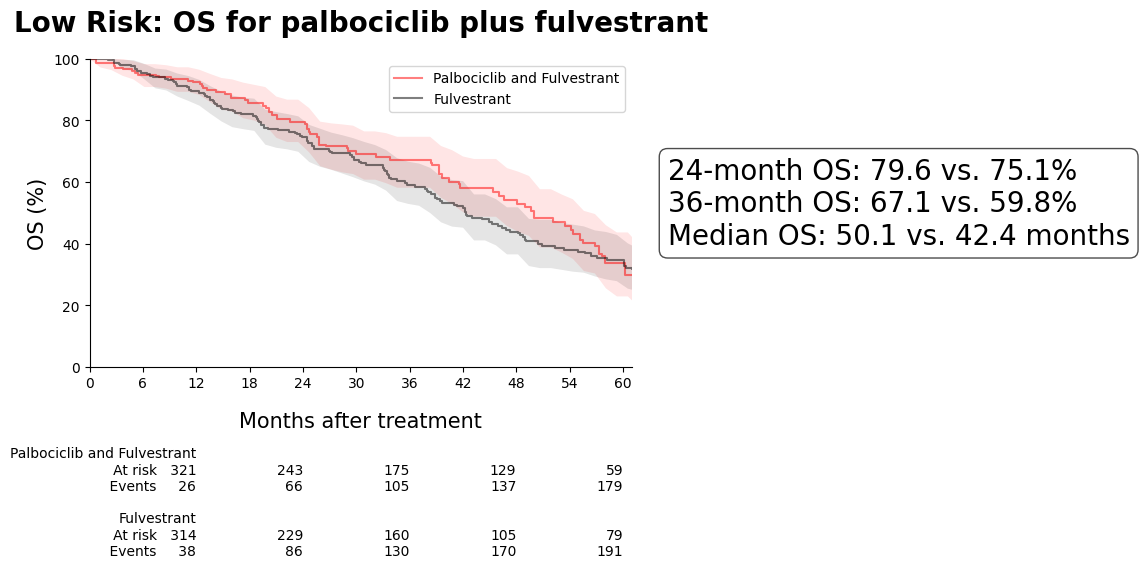 Low Risk: OS for palbociclib plus fulvestrant
100
80
60
40
20
0
OS (%)
Palbociclib and Fulvestrant
Fulvestrant
0 6 12 18 24 30 36 42 48 54 60
Months after treatment
24-month OS: 79.6 vs. 75.1%
36-month OS: 67.1 vs. 59.8%
Median OS: 50.1 vs. 42.4 months
Palbociclib and Fulvestrant
At risk 321 243 175 129 59
Events 26 66 105 137 179
Fulvestrant
At risk 314 229 160 105 79
Events 38 86 130 170 191